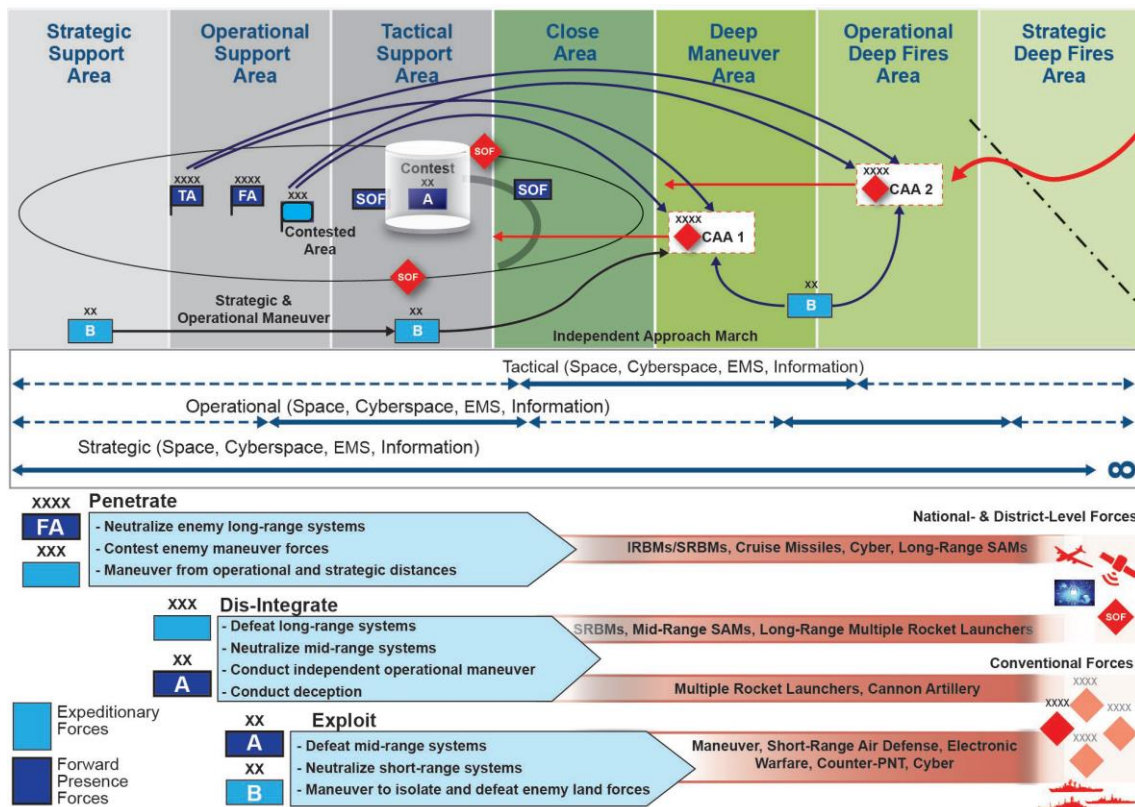 Strategic
Support
Area
Operational
Support
Area
Tactical
Support
Area
Close
Area
Deep
Maneuver
Area
Operational
Deep Fires
Area
Strategic
Deep Fires
Area
XXXX
TA
XXXX
FA
XXX
Contested
Area
SOF
Contest
XX
A
SOF
SOF
SOF
XXXX
CAA 1
XXXX
CAA 2
XX
B
Strategic &
Operational Maneuver
XX
B
XX
B
Independent Approach March
Tactical (Space, Cyberspace, EMS, Information)
Operational (Space, Cyberspace, EMS, Information)
Strategic (Space, Cyberspace, EMS, Information)
8
XXXX
FA
XXX
Penetrate
- Neutralize enemy long-range systems
- Contest enemy maneuver forces
- Maneuver from operational and strategic distances
National- & District-Level Forces
IRBMs/SRBMs, Cruise Missiles, Cyber, Long-Range SAMs
SOF
XXX
XX
A
Dis-Integrate
- Defeat long-range systems
- Neutralize mid-range systems
- Conduct independent operational maneuver
- Conduct deception
SRBMs, Mid-Range SAMs, Long-Range Multiple Rocket Launchers
Conventional Forces
Multiple Rocket Launchers, Cannon Artillery
XXXX
XXXX
XXXX
XXXX
XX
A
XX
B
Exploit
- Defeat mid-range systems
- Neutralize short-range systems
- Maneuver to isolate and defeat enemy land forces
Maneuver, Short-Range Air Defense, Electronic
Warfare, Counter-PNT, Cyber
Expeditionary
Forces
Forward
Presence
Forces